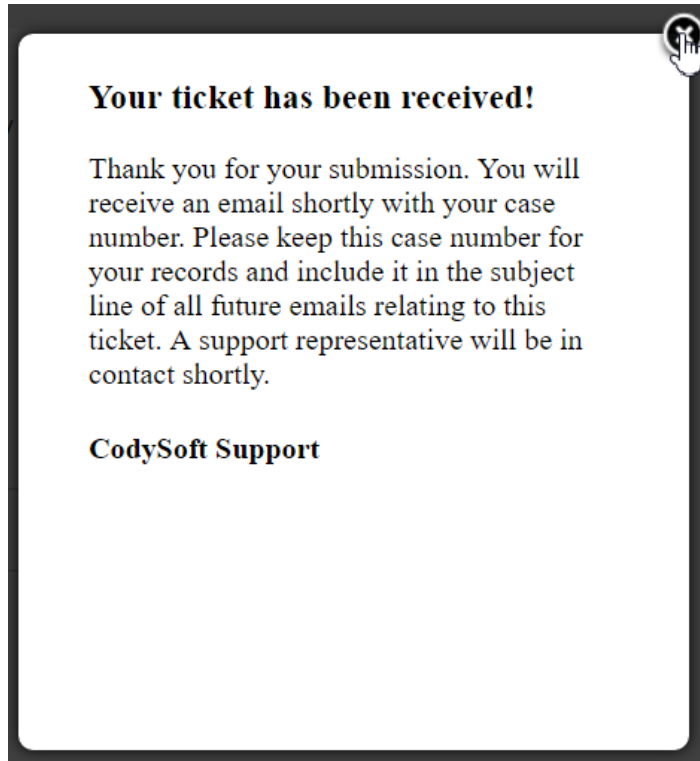 Your ticket has been received!
Thank you for your submission. You will
receive an email shortly with your case
number. Please keep this case number for
your records and include it in the subject
line of all future emails relating to this
ticket. A support representative will be in
contact shortly.
CodySoft Support